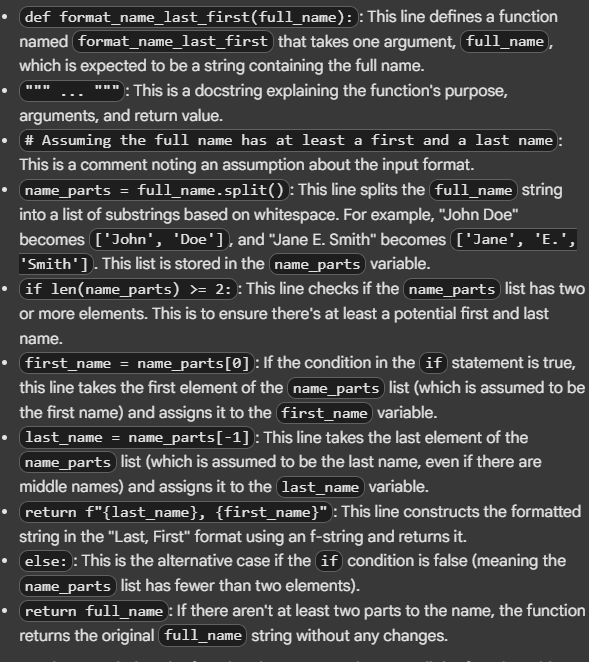 • def format_name_last_first(full_name): : This line defines a function
named format_name_last_first that takes one argument, full_name ,
which is expected to be a string containing the full name.
• """ ... """ : This is a docstring explaining the function's purpose,
arguments, and return value.
• # Assuming the full name has at least a first and a last name :
This is a comment noting an assumption about the input format.
• name_parts = full_name.split() : This line splits the full_name string
into a list of substrings based on whitespace. For example, "John Doe"
becomes ['John', 'Doe'] , and "Jane E. Smith" becomes ['Jane', 'E.',
'Smith'] . This list is stored in the name_parts variable.
• if len(name_parts) >= 2: : This line checks if the name_parts list has two
or more elements. This is to ensure there's at least a potential first and last
name.
• first_name = name_parts[0] : If the condition in the if statement is true,
this line takes the first element of the name_parts list (which is assumed to be
the first name) and assigns it to the first_name variable.
• last_name = name_parts[-1] : This line takes the last element of the
name_parts list (which is assumed to be the last name, even if there are
middle names) and assigns it to the last_name variable.
• return f"{last_name}, {first_name}" : This line constructs the formatted
string in the "Last, First" format using an f-string and returns it.
• else: : This is the alternative case if the if condition is false (meaning the
name_parts list has fewer than two elements).
• return full_name : If there aren't at least two parts to the name, the function
returns the original full_name string without any changes.